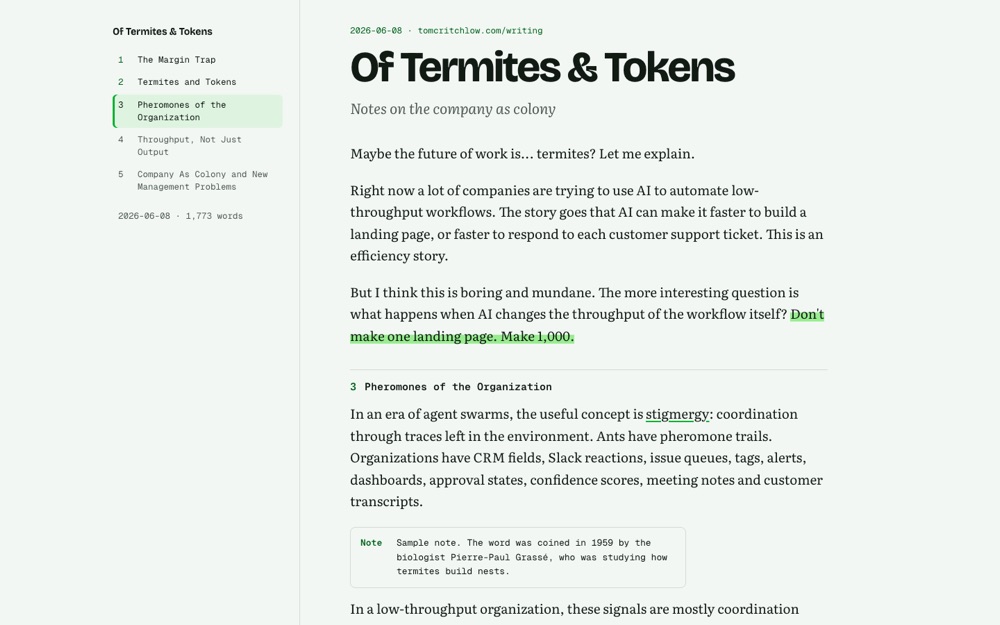 Of Termites & Tokens
1 The Margin Trap
2 Termites and Tokens
3 Pheromones of the
Organization
4 Throughput, Not Just
Output
5 Company As Colony and New
Management Problems
2026-06-08 · 1,773 words
2026-06-08 · tomcritchlow.com/writing
Of Termites & Tokens
Notes on the company as colony
Maybe the future of work is... termites? Let me explain.
Right now a lot of companies are trying to use AI to automate low-
throughput workflows. The story goes that AI can make it faster to build a
landing page, or faster to respond to each customer support ticket. This is an
efficiency story.
But I think this is boring and mundane. The more interesting question is
what happens when AI changes the throughput of the workflow itself? Don't
make one landing page. Make 1,000.
3 Pheromones of the Organization
In an era of agent swarms, the useful concept is stigmergy: coordination
through traces left in the environment. Ants have pheromone trails.
Organizations have CRM fields, Slack reactions, issue queues, tags, alerts,
dashboards, approval states, confidence scores, meeting notes and customer
transcripts.
Note Sample note. The word was coined in 1959 by the
biologist Pierre-Paul Grassé, who was studying how
termites build nests.
In a low-throughput organization, these signals are mostly coordination